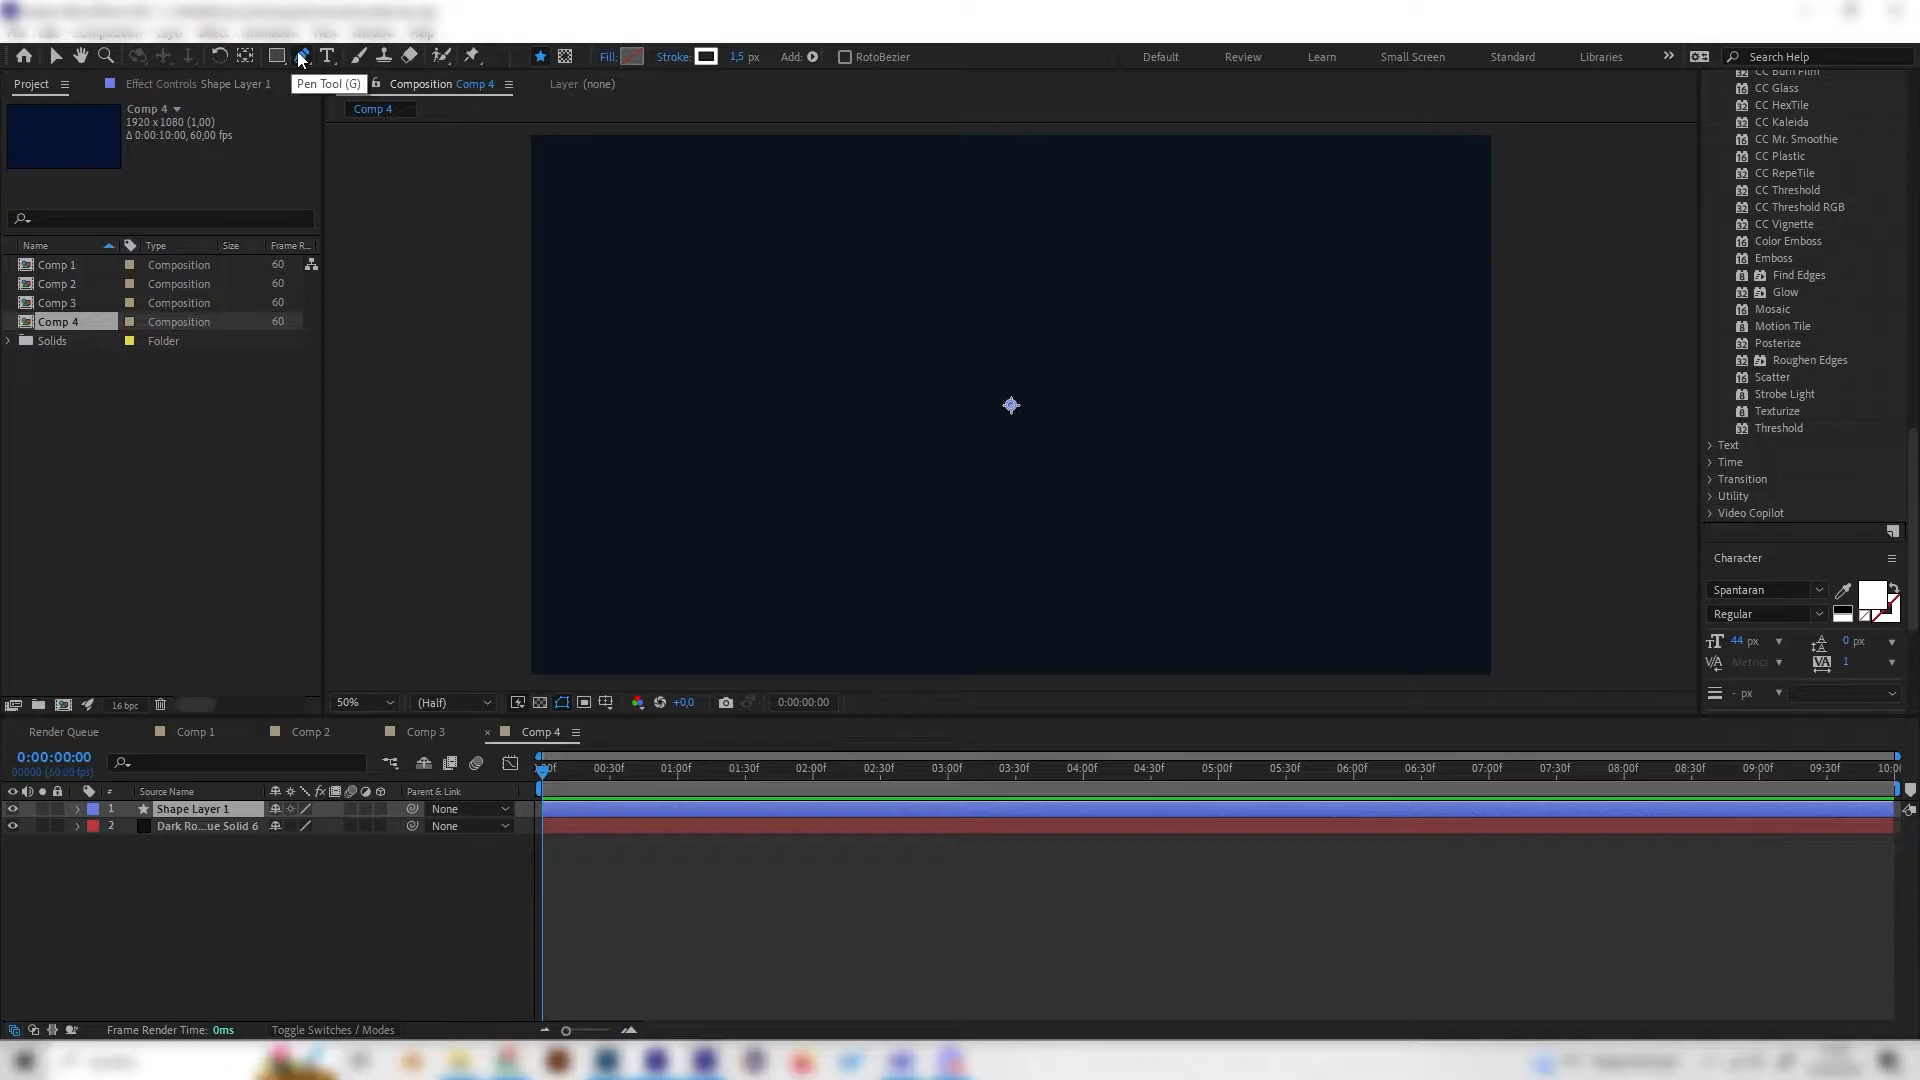 Fill:
Stroke:
1,5 px
Add:
RotoBezier
Default
Review
Learn
Small Screen
Standard
Libraries
Search Help
Project
Effect Controls Shape Layer 1
Pen Tool (G)
Composition Comp 4
Layer (none)
Comp 4
1920 x 1080 (1,00)
Δ 0:00:10:00, 60,00 fps
Comp 4
Name
Type
Size
Frame R...
Comp 1 Composition 60
Comp 2 Composition 60
Comp 3 Composition 60
Comp 4 Composition 60
Solids Folder
16 bpc
50%
(Half)
+0,0
0:00:00:00
CC Burn Film
CC Glass
CC HexTile
CC Kaleida
CC Mr. Smoothie
CC Plastic
CC RepeTile
CC Threshold
CC Threshold RGB
CC Vignette
Color Emboss
Emboss
Find Edges
Glow
Mosaic
Motion Tile
Posterize
Roughen Edges
Scatter
Strobe Light
Texturize
Threshold
Text
Time
Transition
Utility
Video Copilot
Character
Spantaran
Regular
44 px
0 px
Metrics
1
- px
Render Queue
Comp 1
Comp 2
Comp 3
Comp 4
0:00:00:00
00000 (60.00 fps)
00:30f 01:00f 01:30f 02:00f 02:30f 03:00f 03:30f 04:00f 04:30f 05:00f 05:30f 06:00f 06:30f 07:00f 07:30f 08:00f 08:30f 09:00f 09:30f 10:00
# Source Name Parent & Link
1 Shape Layer 1 None
2 Dark Ro...ue Solid 6 None
Frame Render Time: 0ms
Toggle Switches / Modes